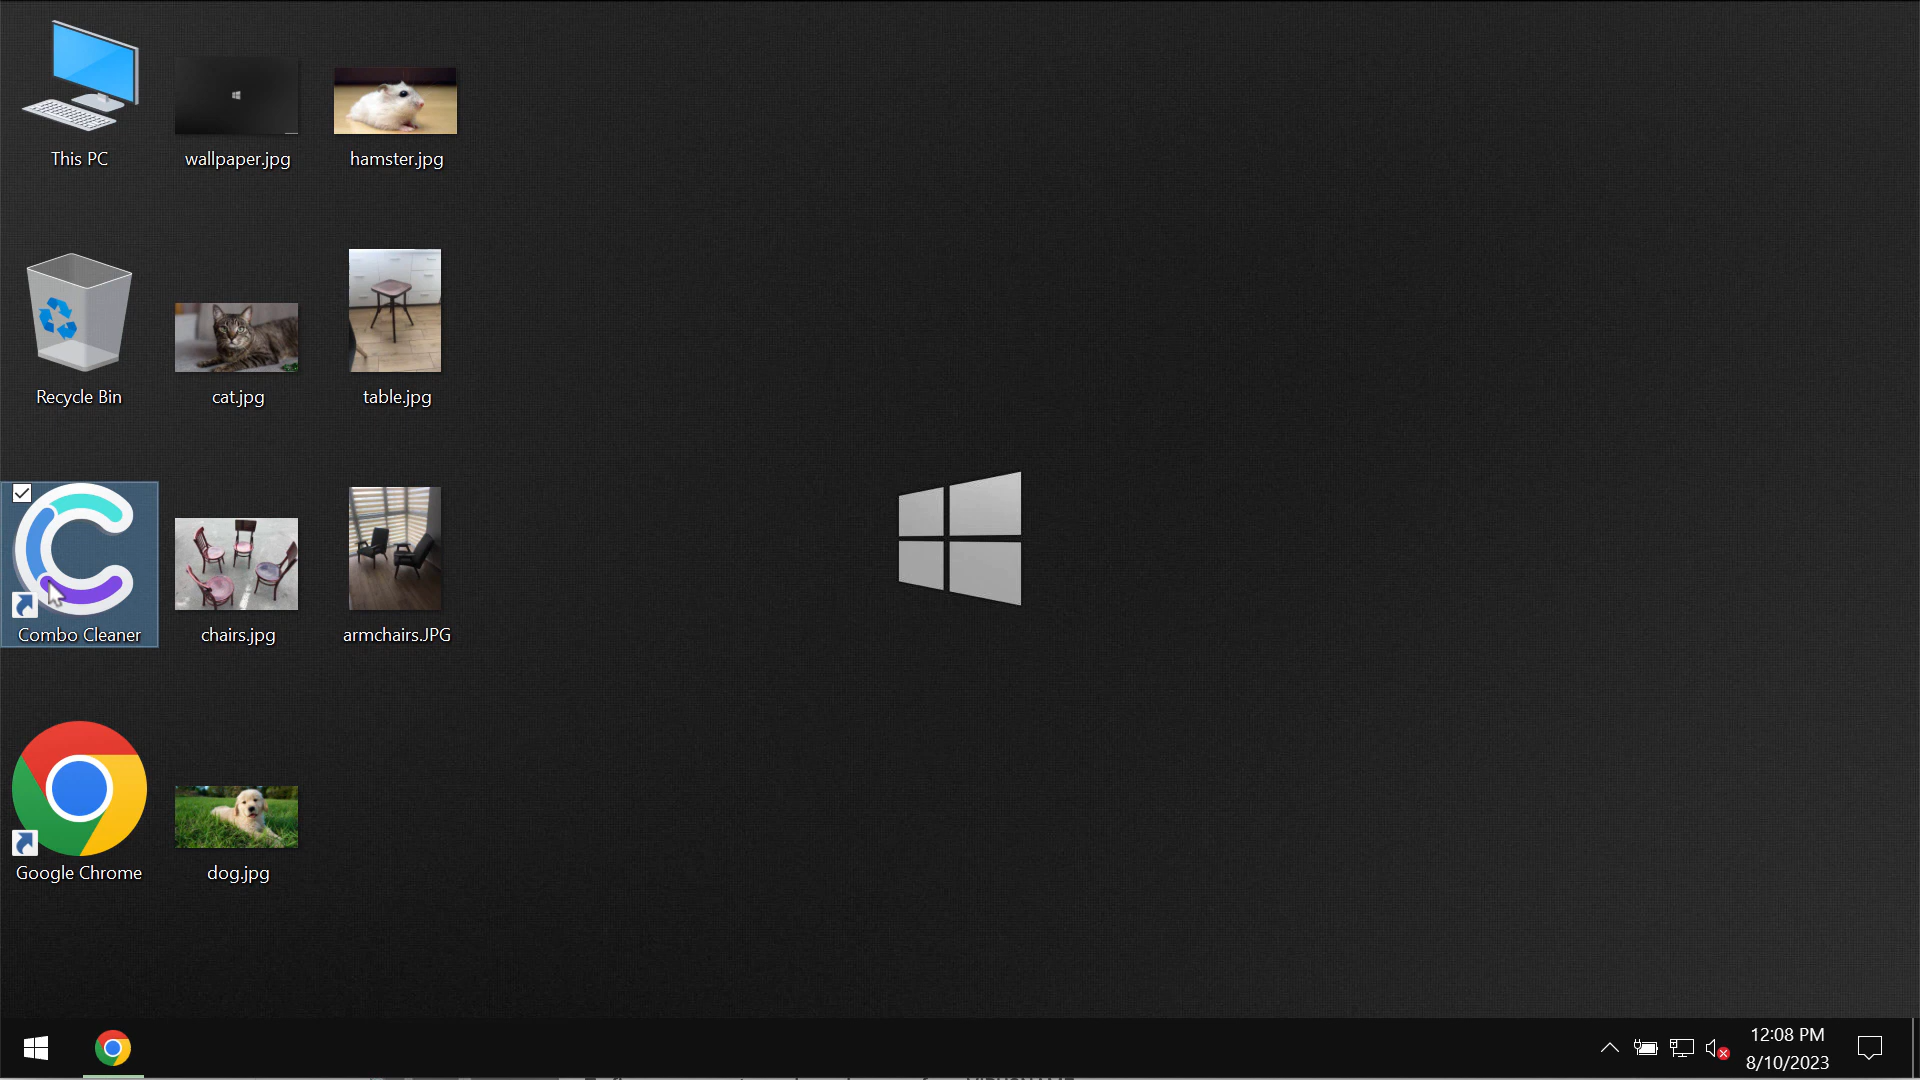 This PC
wallpaper.jpg
hamster.jpg
Recycle Bin
cat.jpg
table.jpg
Combo Cleaner
chairs.jpg
armchairs.JPG
Google Chrome
dog.jpg
12:08 PM
8/10/2023